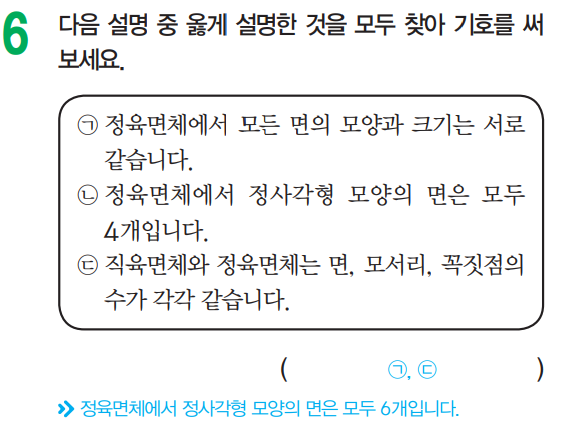 6 다음 설명 중 옳게 설명한 것을 모두 찾아 기호를 써
보세요.
㉠ 정육면체에서 모든 면의 모양과 크기는 서로
같습니다.
㉡ 정육면체에서 정사각형 모양의 면은 모두
4개입니다.
㉢ 직육면체와 정육면체는 면, 모서리, 꼭짓점의
수가 각각 같습니다.
( ㉠, ㉢ )
>> 정육면체에서 정사각형 모양의 면은 모두 6개입니다.